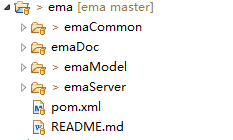 > ema [ema master]
> emaCommon
emaDoc
> emaModel
> emaServer
pom.xml
README.md